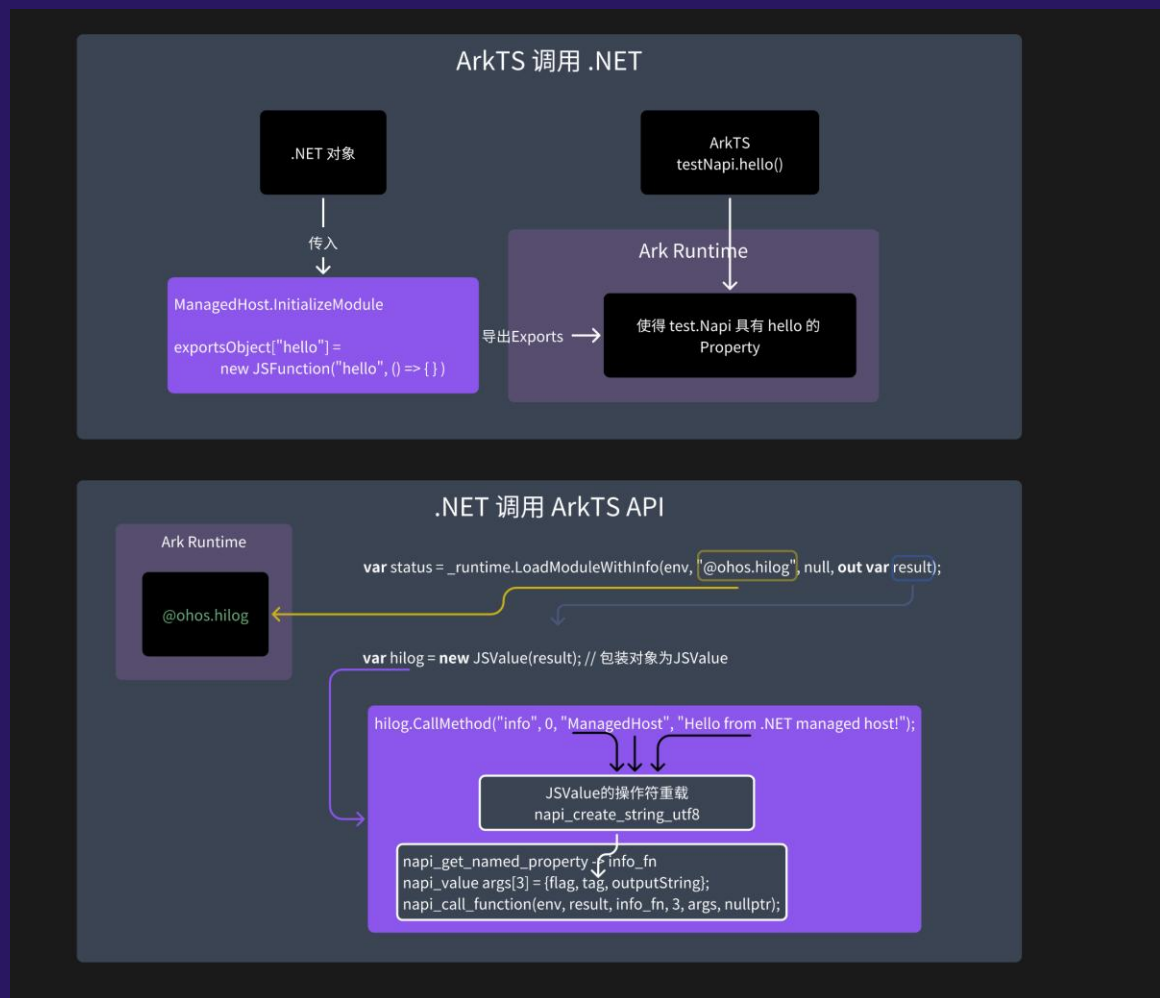 ArkTS 调用 .NET
.NET 对象
ArkTS
testNapi.hello()
传入
Ark Runtime
ManagedHost.InitializeModule
exportsObject["hello"] =
new JSFunction("hello", () => { } )
导出Exports
使得 test.Napi 具有 hello 的
Property
.NET 调用 ArkTS API
Ark Runtime
@ohos.hilog
var status = _runtime.LoadModuleWithInfo(env, "@ohos.hilog", null, out var result);
var hilog = new JSValue(result); // 包装对象为JSValue
hilog.CallMethod("info", 0, "ManagedHost", "Hello from .NET managed host!");
JSValue的操作符重载
napi_create_string_utf8
napi_get_named_property -> info_fn
napi_value args[3] = {flag, tag, outputString};
napi_call_function(env, result, info_fn, 3, args, nullptr);